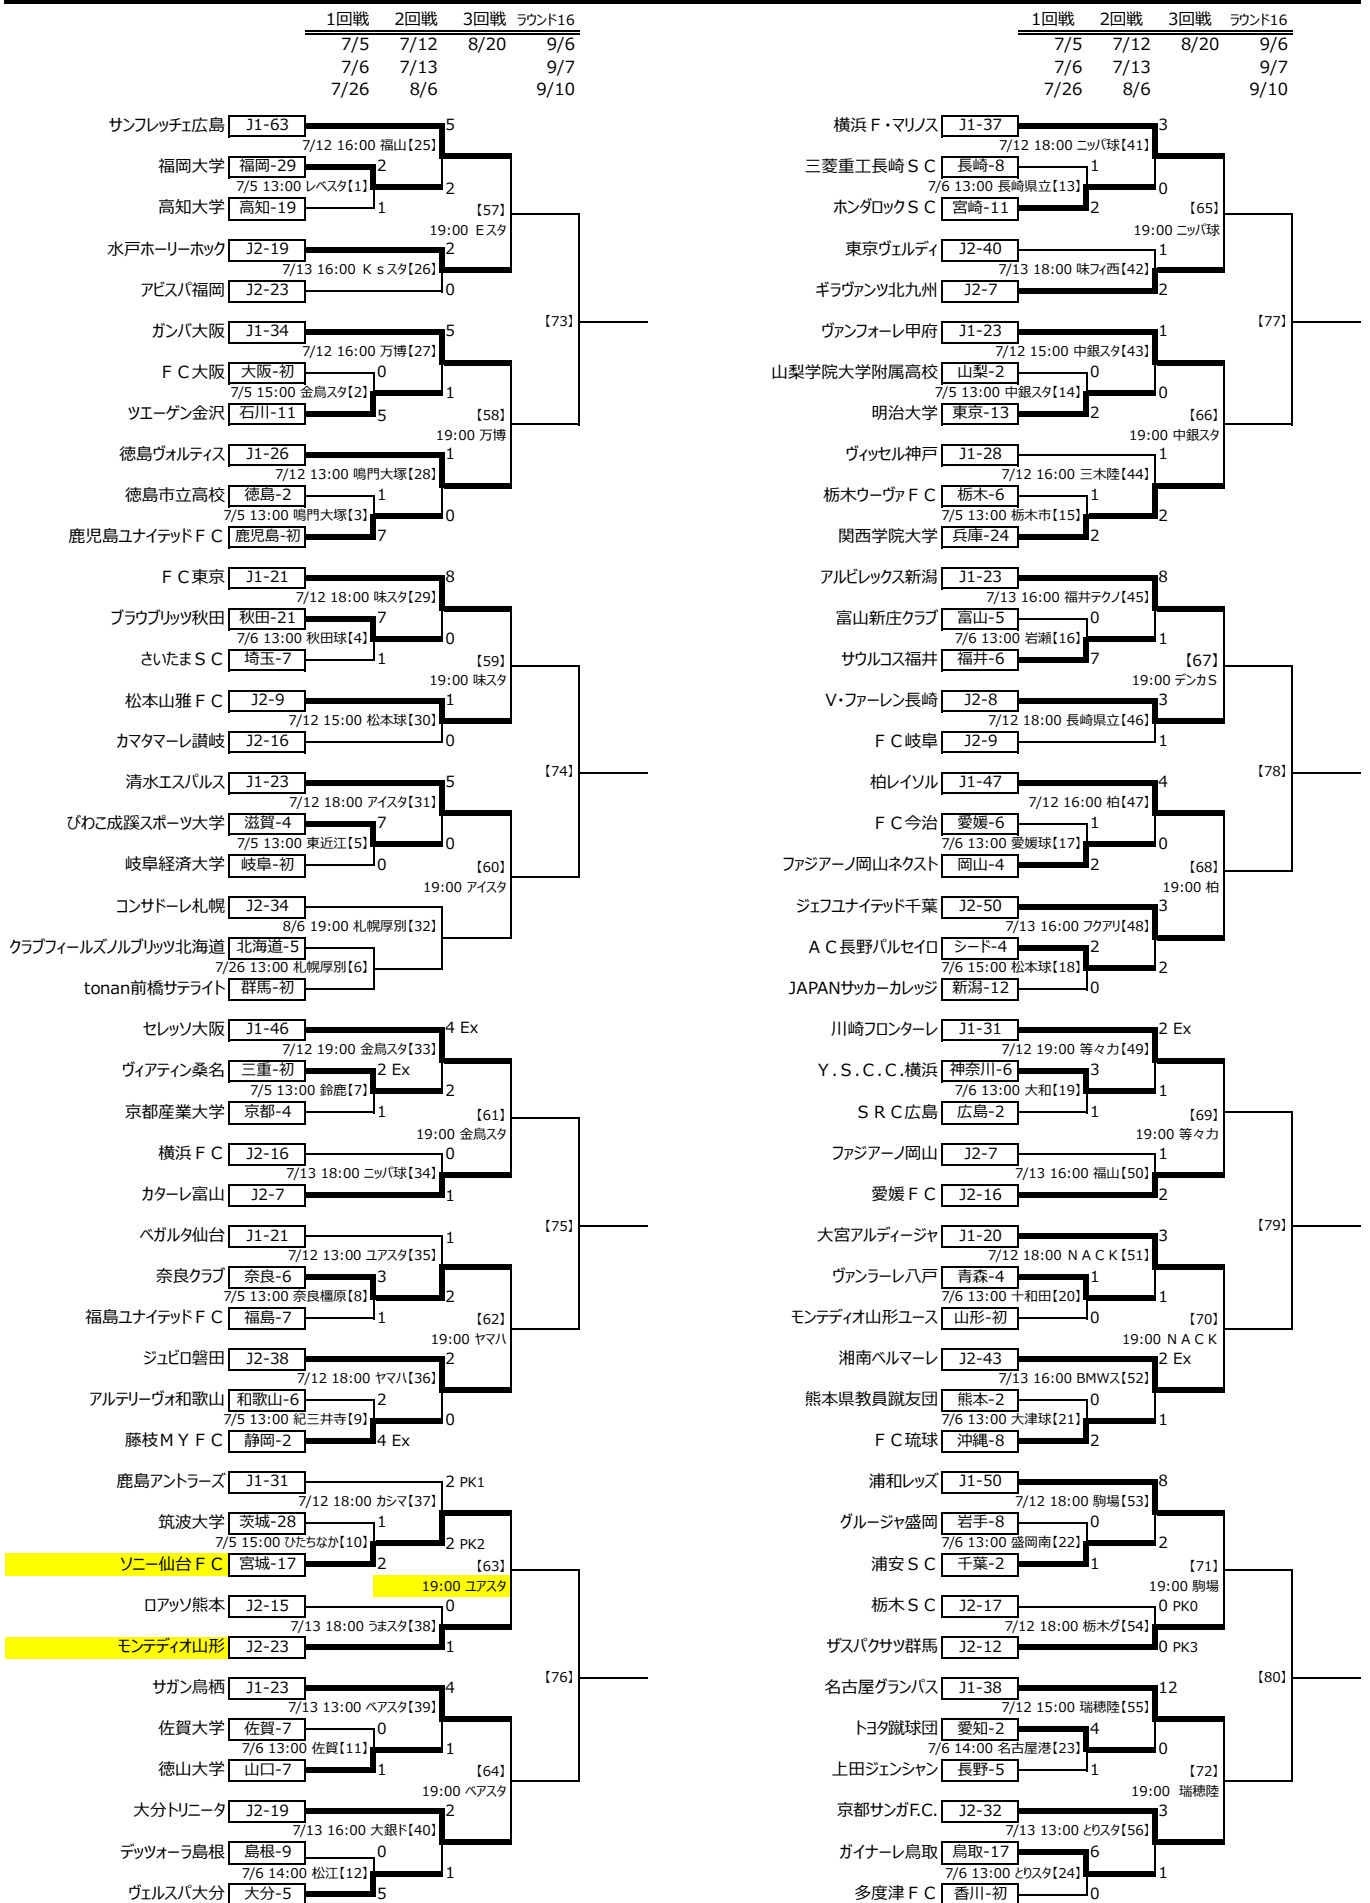 1回戦 2回戦 3回戦 ラウンド16
7/5 7/12 8/20 9/6
7/6 7/13 9/7
7/26 8/6 9/10
サンフレッチェ広島 J1-63 5
7/12 16:00 福山【25】
福岡大学 福岡-29 2
7/5 13:00 レベスタ【1】 2
高知大学 高知-19 1 【57】
19:00 Eスタ
水戸ホーリーホック J2-19 2
7/13 16:00 Ksスタ【26】
アビスパ福岡 J2-23 0
【73】
ガンバ大阪 J1-34 5
7/12 16:00 万博【27】
FC大阪 大阪-初 0
7/5 15:00 金鳥スタ【2】 1
ツエーゲン金沢 石川-11 5 【58】
19:00 万博
徳島ヴォルティス J1-26 1
7/12 13:00 鳴門大塚【28】
徳島市立高校 徳島-2 1
7/5 13:00 鳴門大塚【3】 0
鹿児島ユナイテッドFC 鹿児島-初 7
FC東京 J1-21 8
7/12 18:00 味スタ【29】
ブラウブリッツ秋田 秋田-21 7
7/6 13:00 秋田球【4】 0
さいたまSC 埼玉-7 1 【59】
19:00 味スタ
松本山雅FC J2-9 1
7/12 15:00 松本球【30】
カマタマーレ讃岐 J2-16 0
【74】
清水エスパルス J1-23 5
7/12 18:00 アイスタ【31】
びわこ成蹊スポーツ大学 滋賀-4 7
7/5 13:00 東近江【5】 0
岐阜経済大学 岐阜-初 0 【60】
19:00 アイスタ
コンサドーレ札幌 J2-34
8/6 19:00 札幌厚別【32】
クラブフィールズノルブリッツ北海道 北海道-5
7/26 13:00 札幌厚別【6】
tonan前橋サテライト 群馬-初
セレッソ大阪 J1-46 4 Ex
7/12 19:00 金鳥スタ【33】
ヴィアティン桑名 三重-初 2 Ex
7/5 13:00 鈴鹿【7】 2
京都産業大学 京都-4 1 【61】
19:00 金鳥スタ
横浜FC J2-16 0
7/13 18:00 ニッパ球【34】
カターレ富山 J2-7 1
【75】
ベガルタ仙台 J1-21 1
7/12 13:00 ユアスタ【35】
奈良クラブ 奈良-6 3
7/5 13:00 奈良橿原【8】 2
福島ユナイテッドFC 福島-7 1 【62】
19:00 ヤマハ
ジュビロ磐田 J2-38 2
7/12 18:00 ヤマハ【36】
アルテリーヴォ和歌山 和歌山-6 2
7/5 13:00 紀三井寺【9】 0
藤枝MYFC 静岡-2 4 Ex
鹿島アントラーズ J1-31 2 PK1
7/12 18:00 カシマ【37】
筑波大学 茨城-28 1
7/5 15:00 ひたちなか【10】 2 PK2
ソニー仙台FC 宮城-17 2 【63】
19:00 ユアスタ
ロアッソ熊本 J2-15 0
7/13 18:00 うまスタ【38】
モンテディオ山形 J2-23 1
【76】
サガン鳥栖 J1-23 4
7/13 13:00 ベアスタ【39】
佐賀大学 佐賀-7 0
7/6 13:00 佐賀【11】 1
徳山大学 山口-7 1 【64】
19:00 ベアスタ
大分トリニータ J2-19 2
7/13 16:00 大銀ド【40】
デッツォーラ島根 島根-9 0
7/6 14:00 松江【12】 1
ヴェルスパ大分 大分-5 5
1回戦 2回戦 3回戦 ラウンド16
7/5 7/12 8/20 9/6
7/6 7/13 9/7
7/26 8/6 9/10
横浜F・マリノス J1-37 3
7/12 18:00 ニッパ球【41】
三菱重工長崎SC 長崎-8 1
7/6 13:00 長崎県立【13】 0
ホンダロックSC 宮崎-11 2 【65】
19:00 ニッパ球
東京ヴェルディ J2-40 1
7/13 18:00 味フィ西【42】
ギラヴァンツ北九州 J2-7 2
【77】
ヴァンフォーレ甲府 J1-23 1
7/12 15:00 中銀スタ【43】
山梨学院大学附属高校 山梨-2 0
7/5 13:00 中銀スタ【14】 0
明治大学 東京-13 2 【66】
19:00 中銀スタ
ヴィッセル神戸 J1-28 1
7/12 16:00 三木陸【44】
栃木ウーヴァFC 栃木-6 1
7/5 13:00 栃木市【15】 2
関西学院大学 兵庫-24 2
アルビレックス新潟 J1-23 8
7/13 16:00 福井テクノ【45】
富山新庄クラブ 富山-5 0
7/6 13:00 岩瀬【16】 1
サウルコス福井 福井-6 7 【67】
19:00 デンカS
V・ファーレン長崎 J2-8 3
7/12 18:00 長崎県立【46】
FC岐阜 J2-9 1
【78】
柏レイソル J1-47 4
7/12 16:00 柏【47】
FC今治 愛媛-6 1
7/6 13:00 愛媛球【17】 0
ファジアーノ岡山ネクスト 岡山-4 2 【68】
19:00 柏
ジェフユナイテッド千葉 J2-50 3
7/13 16:00 フクアリ【48】
AC長野パルセイロ シード-4 2
7/6 15:00 松本球【18】 2
JAPANサッカーカレッジ 新潟-12 0
川崎フロンターレ J1-31 2 Ex
7/12 19:00 等々力【49】
Y.S.C.C.横浜 神奈川-6 3
7/6 13:00 大和【19】 1
SRC広島 広島-2 1 【69】
19:00 等々力
ファジアーノ岡山 J2-7 1
7/13 16:00 福山【50】
愛媛FC J2-16 2
【79】
大宮アルディージャ J1-20 3
7/12 18:00 NACK【51】
ヴァンラーレ八戸 青森-4 1
7/6 13:00 十和田【20】 1
モンテディオ山形ユース 山形-初 0 【70】
19:00 NACK
湘南ベルマーレ J2-43 2 Ex
7/13 16:00 BMWス【52】
熊本県教員蹴友団 熊本-2 0
7/6 13:00 大津球【21】 1
FC琉球 沖縄-8 2
浦和レッズ J1-50 8
7/12 18:00 駒場【53】
グルージャ盛岡 岩手-8 0
7/6 13:00 盛岡南【22】 2
浦安SC 千葉-2 1 【71】
19:00 駒場
栃木SC J2-17 0 PK0
7/12 18:00 栃木グ【54】
ザスパクサツ群馬 J2-12 0 PK3
【80】
名古屋グランパス J1-38 12
7/12 15:00 瑞穂陸【55】
トヨタ蹴球団 愛知-2 4
7/6 14:00 名古屋港【23】 0
上田ジェンシャン 長野-5 1 【72】
19:00 瑞穂陸
京都サンガF.C. J2-32 3
7/13 13:00 とりスタ【56】
ガイナーレ鳥取 鳥取-17 6
7/6 13:00 とりスタ【24】 1
多度津FC 香川-初 0